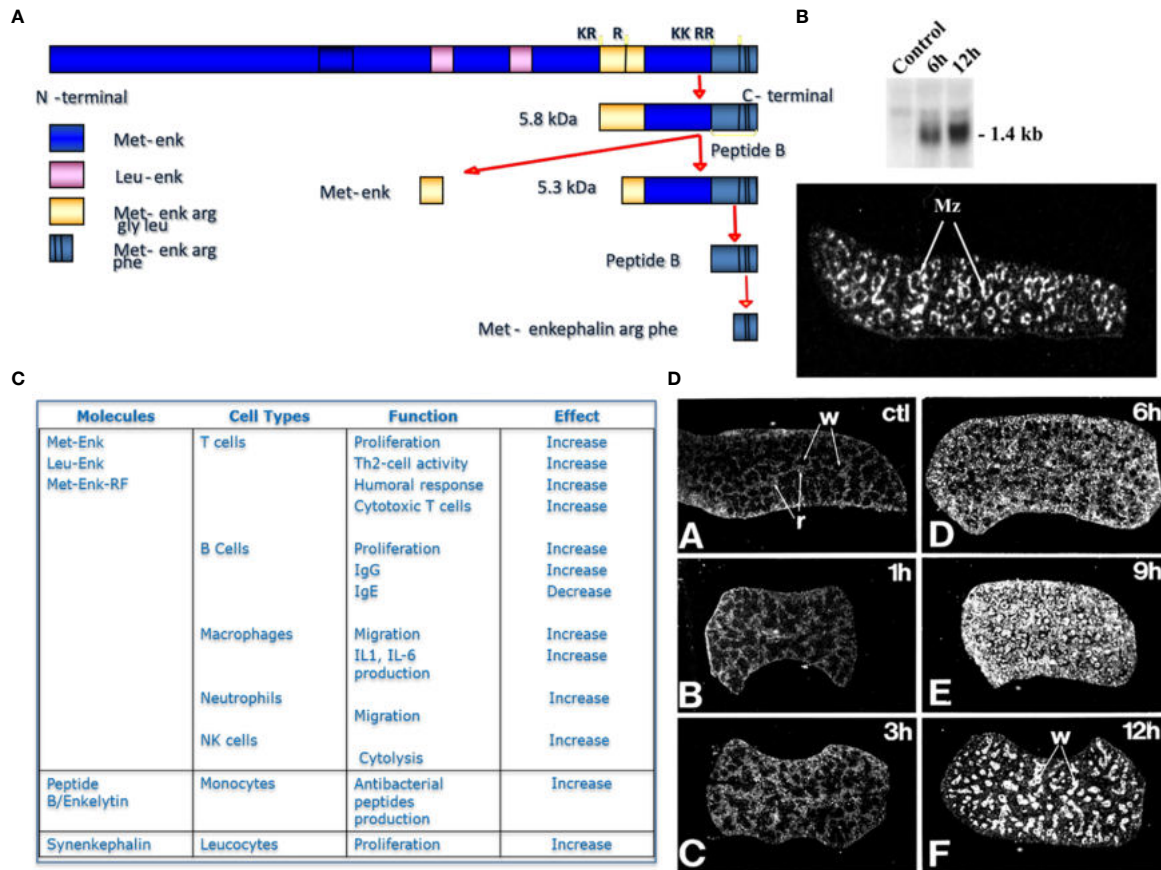 A
KR R KK RR
N -terminal
C- terminal
5.8 kDa
Peptide B
Met-enk
Leu-enk
Met- enk arg
gly leu
Met- enk arg
phe
Met-enk
5.3 kDa
Peptide B
Met - enkephalin arg phe
B
Control
6h
12h
- 1.4 kb
Mz
C
Molecules Cell Types Function Effect
Met-Enk T cells Proliferation Increase
Leu-Enk Th2-cell activity Increase
Met-Enk-RF Humoral response Increase
Cytotoxic T cells Increase
B Cells Proliferation Increase
IgG Increase
IgE Decrease
Macrophages Migration Increase
IL1, IL-6 Increase
production
Neutrophils Increase
Migration
NK cells Increase
Cytolysis
Peptide Monocytes Antibacterial Increase
B/Enkelytin peptides
production
Synenkephalin Leucocytes Proliferation Increase
D
ctl
w
r
A
6h
D
1h
B
9h
E
3h
C
12h
w
F